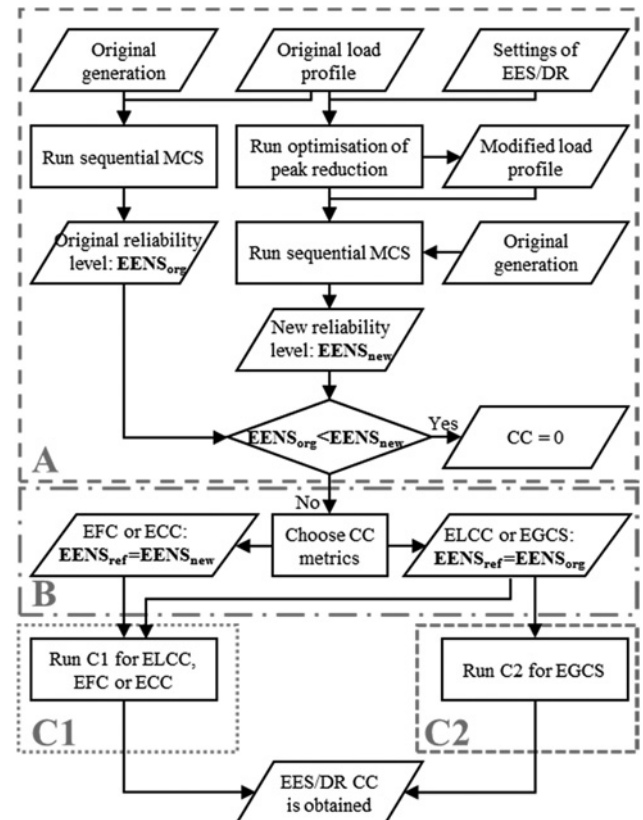 Original
generation
Original load
profile
Settings of
EES/DR
Run sequential MCS
Run optimisation of
peak reduction
Modified load
profile
Original reliability
level: EENSorg
Run sequential MCS
Original
generation
New reliability
level: EENSnew
EENSorg<EENSnew
Yes
CC = 0
A
No
EFC or ECC:
EENSref=EENSnew
Choose CC
metrics
ELCC or EGCS:
EENSref=EENSorg
B
Run C1 for ELCC,
EFC or ECC
Run C2 for EGCS
C1
C2
EES/DR CC
is obtained